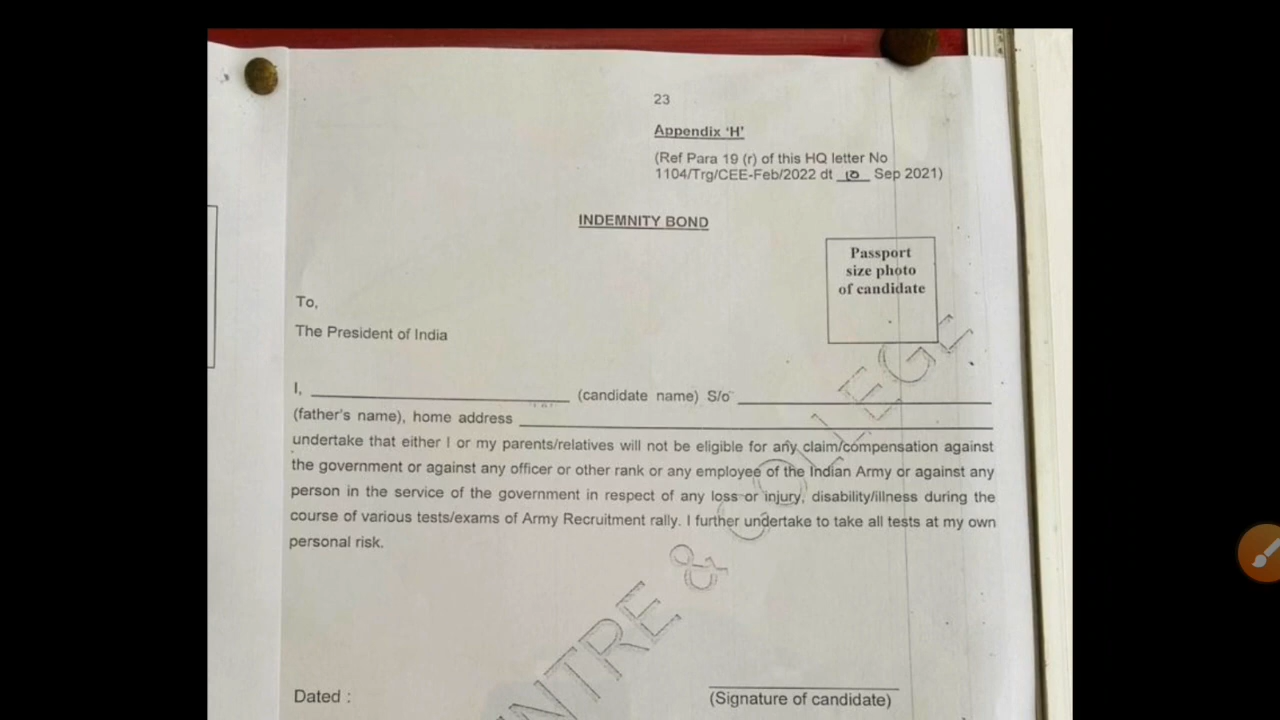 23
Appendix 'H'
(Ref Para 19 (r) of this HQ letter No
1104/Trg/CEE-Feb/2022 dt 10 Sep 2021)
INDEMNITY BOND
Passport
size photo
of candidate
To,
The President of India
I, ____________________ (candidate name) S/o ____________________
(father's name), home address ____________________
undertake that either I or my parents/relatives will not be eligible for any claim/compensation against
the government or against any officer or other rank or any employee of the Indian Army or against any
person in the service of the government in respect of any loss or injury, disability/illness during the
course of various tests/exams of Army Recruitment rally. I further undertake to take all tests at my own
personal risk.
NTRE & COLLEGE
Dated :
(Signature of candidate)